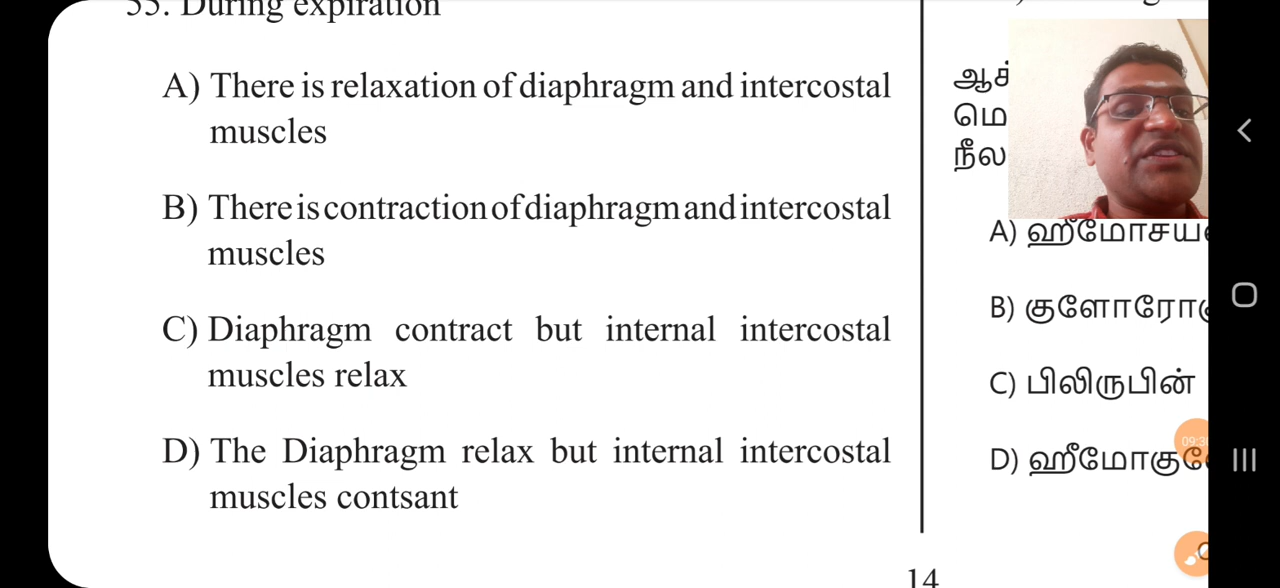 55. During expiration
A) There is relaxation of diaphragm and intercostal
muscles
B) There is contraction of diaphragm and intercostal
muscles
C) Diaphragm contract but internal intercostal
muscles relax
D) The Diaphragm relax but internal intercostal
muscles contsant
14
நீல
A)
B)
C) பிலிருபின்
D)